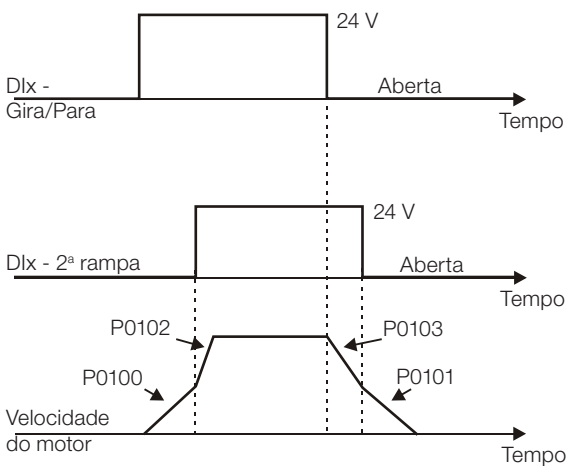 24 V
DIx -
Gira/Para
Aberta
Tempo
24 V
DIx - 2ª rampa
Aberta
Tempo
P0102
P0103
P0100
P0101
Velocidade
do motor
Tempo